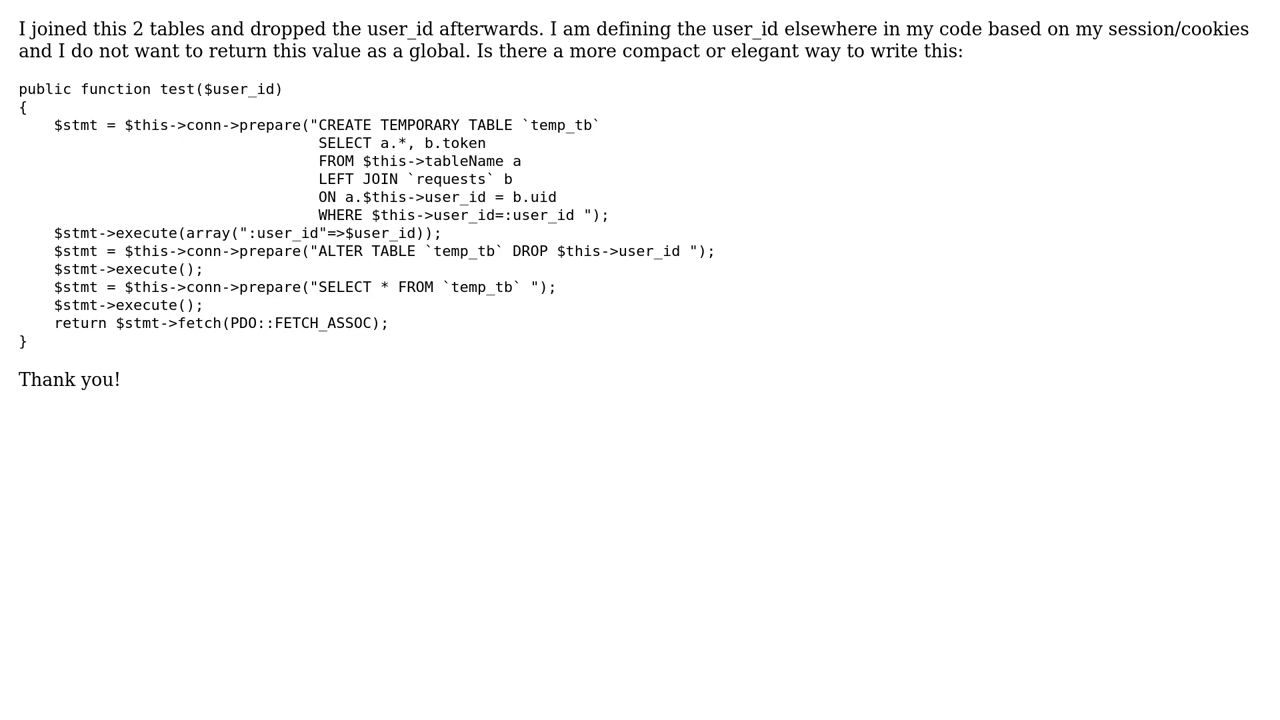 I joined this 2 tables and dropped the user_id afterwards. I am defining the user_id elsewhere in my code based on my session/cookies
and I do not want to return this value as a global. Is there a more compact or elegant way to write this:
public function test($user_id)
{
    $stmt = $this->conn->prepare("CREATE TEMPORARY TABLE `temp_tb`
                                  SELECT a.*, b.token
                                  FROM $this->tableName a
                                  LEFT JOIN `requests` b
                                  ON a.$this->user_id = b.uid
                                  WHERE $this->user_id=:user_id ");
    $stmt->execute(array(":user_id"=>$user_id));
    $stmt = $this->conn->prepare("ALTER TABLE `temp_tb` DROP $this->user_id ");
    $stmt->execute();
    $stmt = $this->conn->prepare("SELECT * FROM `temp_tb` ");
    $stmt->execute();
    return $stmt->fetch(PDO::FETCH_ASSOC);
}
Thank you!